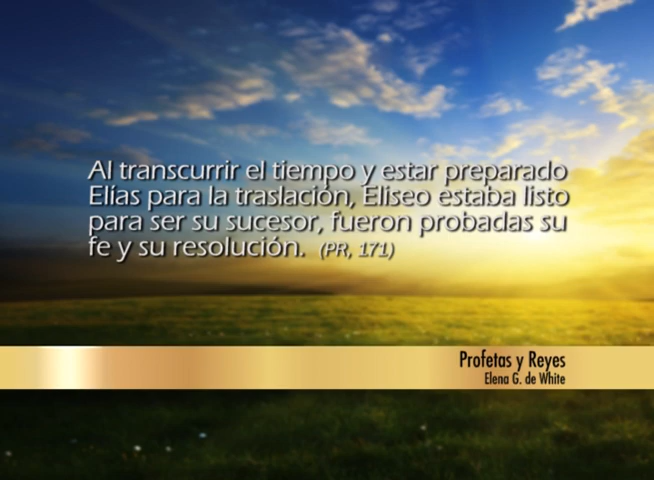 Al transcurrir el tiempo y estar preparado
Elías para la traslación, Eliseo estaba listo
para ser su sucesor, fueron probadas su
fe y su resolución. (PR, 171)
Profetas y Reyes
Elena G. de White